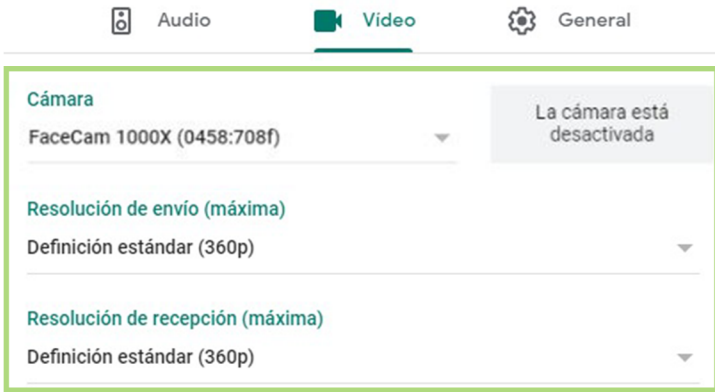 Audio
Vídeo
General
Cámara
FaceCam 1000X (0458:708f)
La cámara está
desactivada
Resolución de envío (máxima)
Definición estándar (360p)
Resolución de recepción (máxima)
Definición estándar (360p)